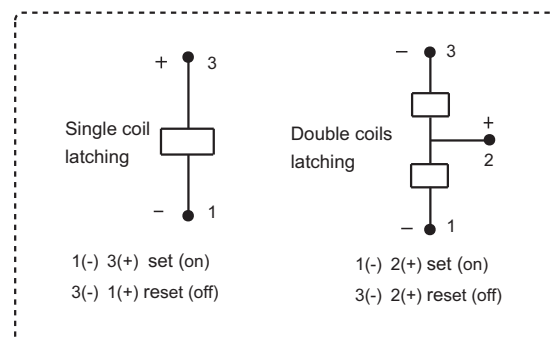 + 3
Single coil
latching
− 1
1(-) 3(+) set (on)
3(-) 1(+) reset (off)
− 3
+
Double coils
latching
2
− 1
1(-) 2(+) set (on)
3(-) 2(+) reset (off)